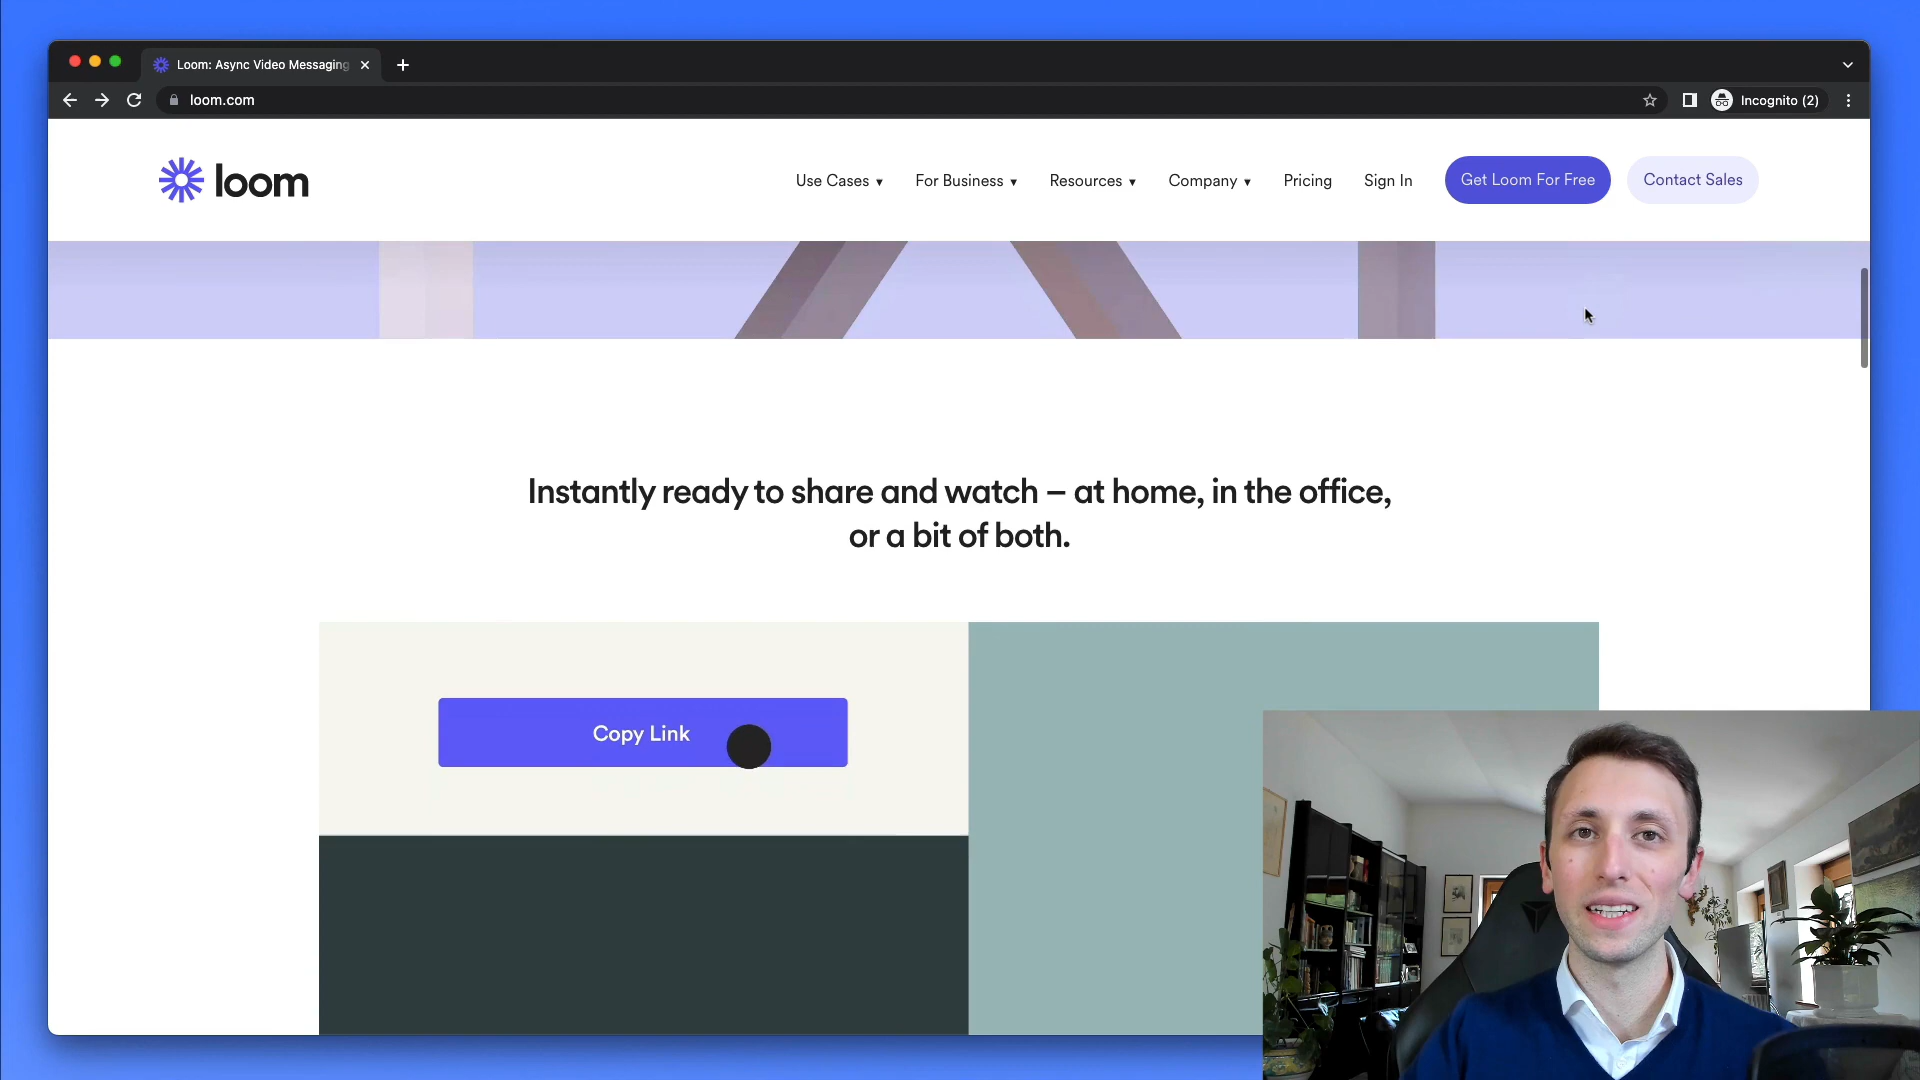 Loom: Async Video Messaging
loom.com
Incognito (2)
loom
Use Cases ▾
For Business ▾
Resources ▾
Company ▾
Pricing
Sign In
Get Loom For Free
Contact Sales
Instantly ready to share and watch – at home, in the office,
or a bit of both.
Copy Link